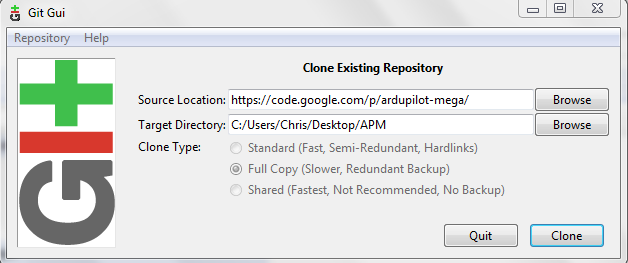 Git Gui
Repository Help
Clone Existing Repository
Source Location: https://code.google.com/p/ardupilot-mega/ Browse
Target Directory: C:/Users/Chris/Desktop/APM Browse
Clone Type: Standard (Fast, Semi-Redundant, Hardlinks)
Full Copy (Slower, Redundant Backup)
Shared (Fastest, Not Recommended, No Backup)
Quit Clone
Git